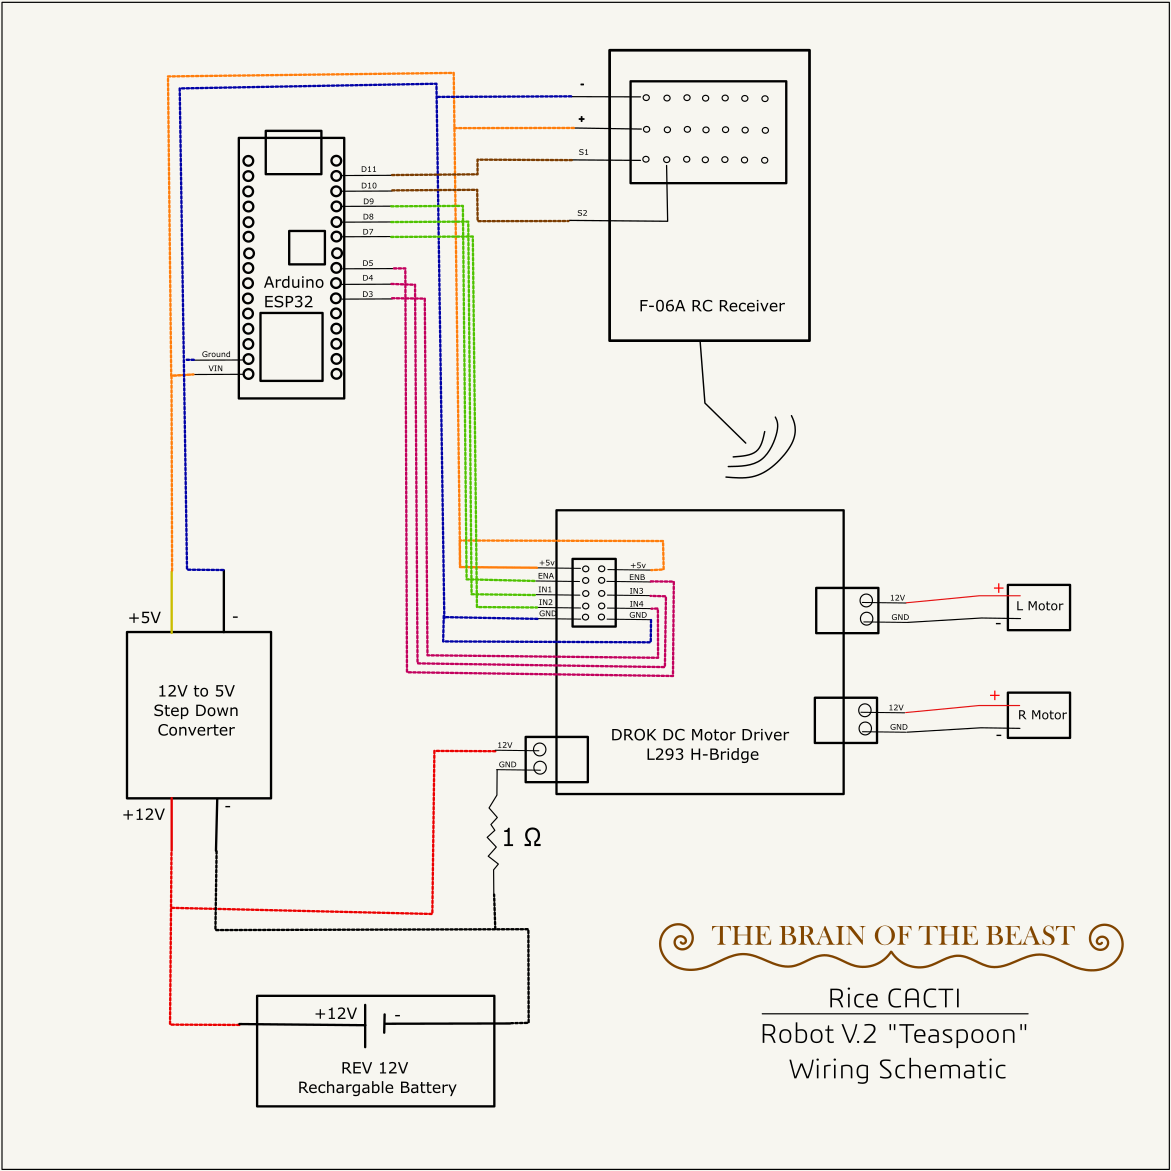 -
+
S1
S2
F-06A RC Receiver
D11
D10
D9
D8
D7
D5
D4
D3
Arduino
ESP32
Ground
VIN
+5V
-
12V to 5V
Step Down
Converter
+12V
-
+5v
ENA
IN1
IN2
GND
+5v
ENB
IN3
IN4
GND
12V
GND
+
-
L Motor
12V
GND
+
-
R Motor
DROK DC Motor Driver
L293 H-Bridge
12V
GND
1 Ω
+12V
-
REV 12V
Rechargable Battery
THE BRAIN OF THE BEAST
Rice CACTI
Robot V.2 "Teaspoon"
Wiring Schematic